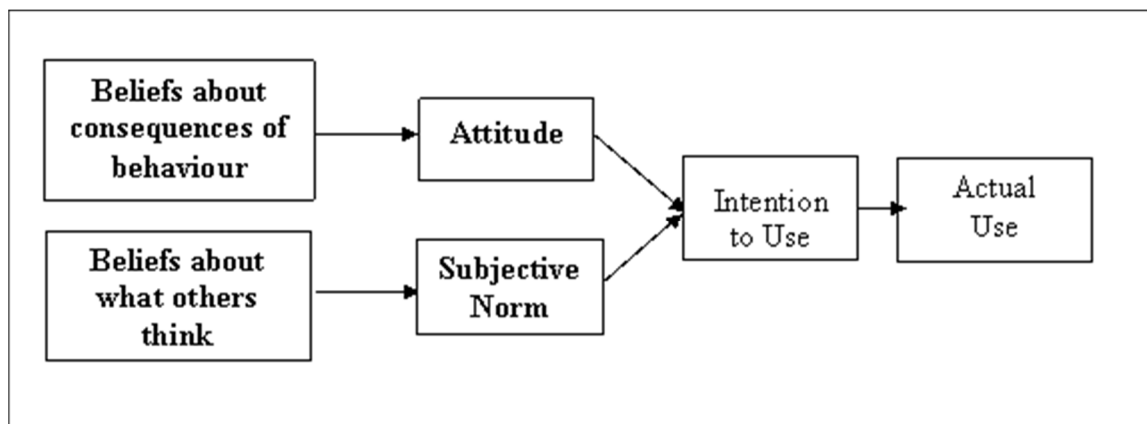 Beliefs about
consequences of
behaviour
Attitude
Intention
to Use
Actual
Use
Beliefs about
what others
think
Subjective
Norm